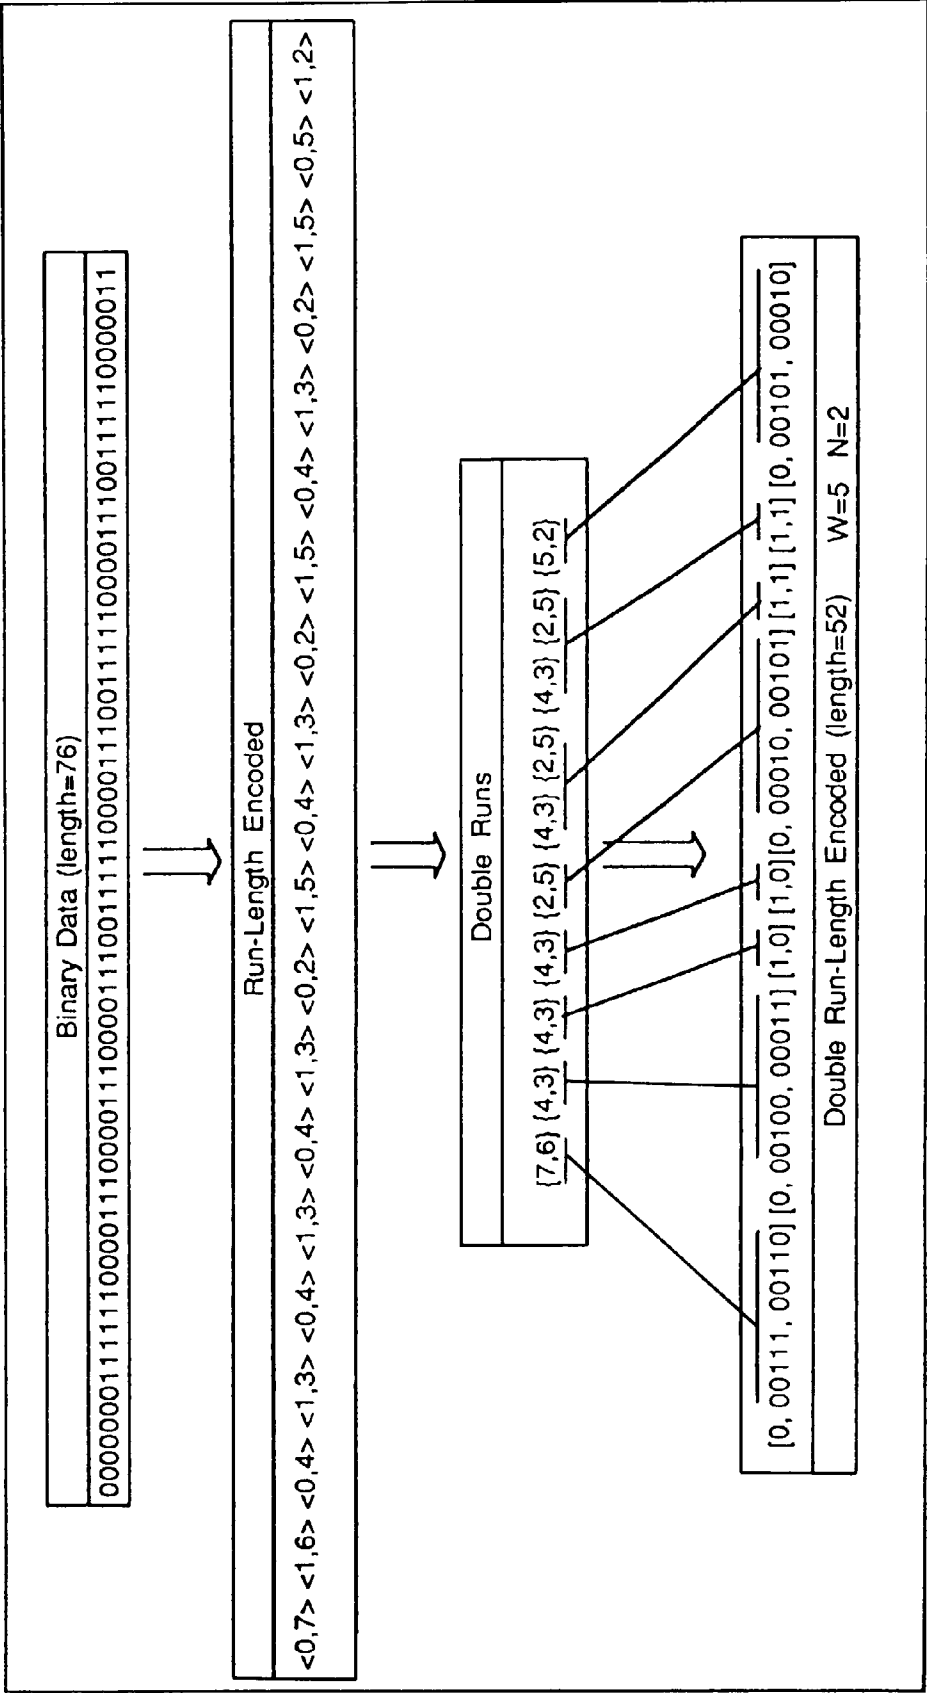 Binary Data (length=76)
0000000111111000011100001110000111001111100001110011111000011100111110000011
Run-Length Encoded
<0,7> <1,6> <0,4> <1,3> <0,4> <1,3> <0,4> <1,3> <0,2> <1,5> <0,4> <1,3> <0,2> <1,5> <0,4> <1,3> <0,2> <1,5> <0,5> <1,2>
Double Runs
{7,6} {4,3} {4,3} {4,3} {2,5} {4,3} {2,5} {4,3} {2,5} {5,2}
[0, 00111, 00110] [0, 00100, 00011] [1,0] [1,0][0, 00010, 00101] [1,1] [1,1] [0, 00101, 00010]
Double Run-Length Encoded (length=52) W=5 N=2